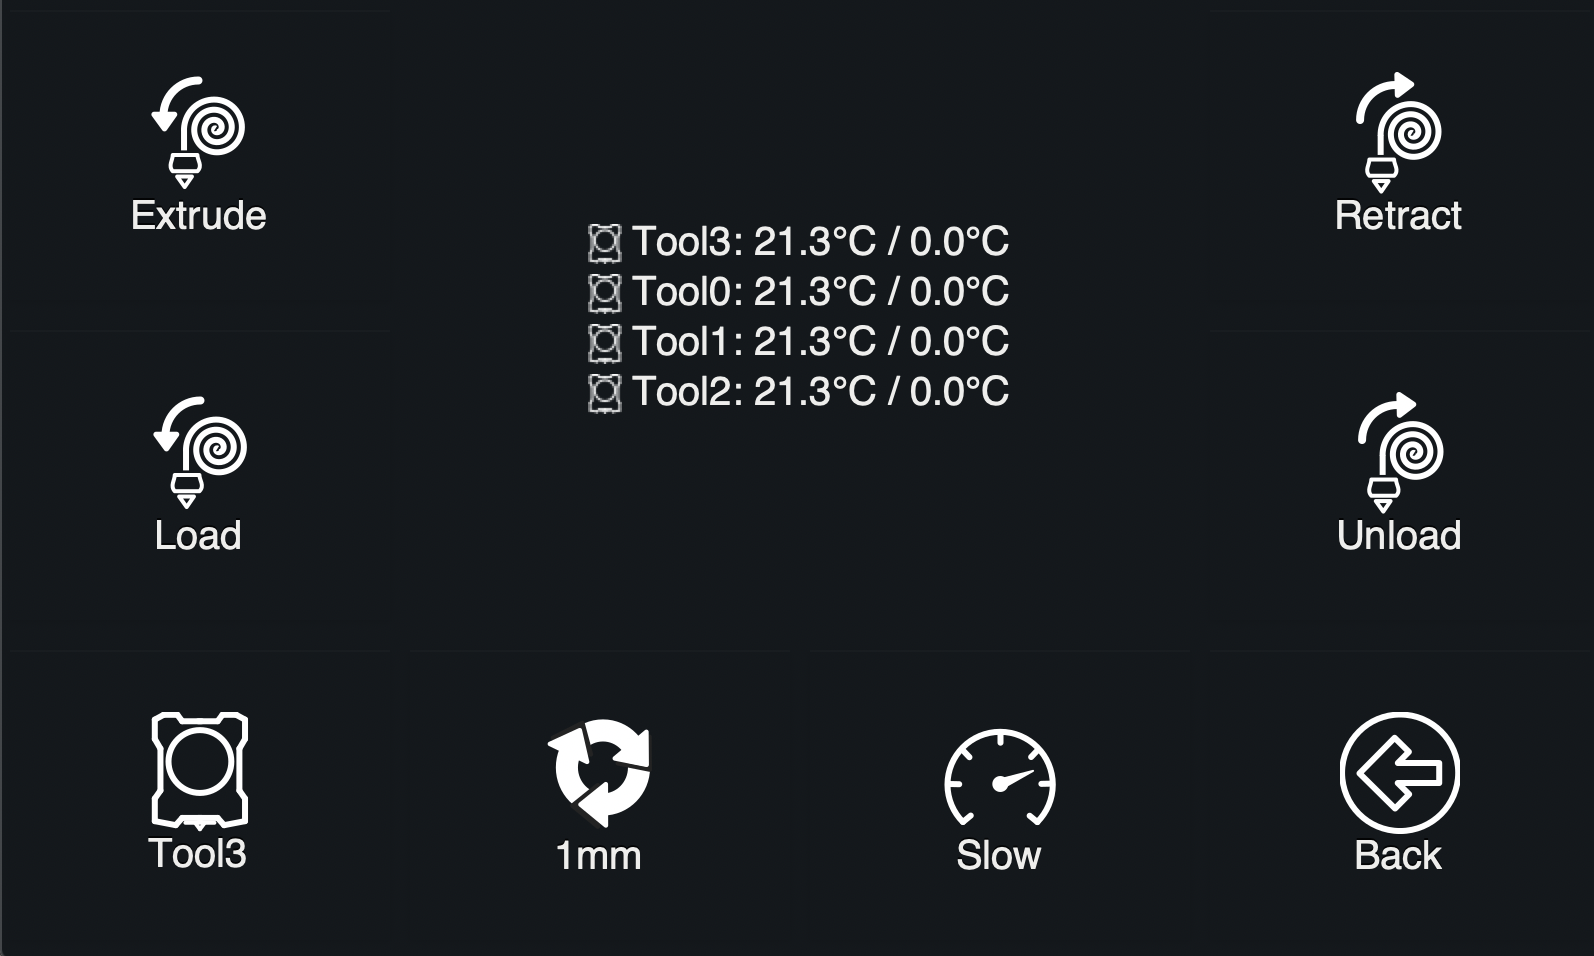 Extrude
Retract
Tool3: 21.3°C / 0.0°C
Tool0: 21.3°C / 0.0°C
Tool1: 21.3°C / 0.0°C
Tool2: 21.3°C / 0.0°C
Load
Unload
Tool3
1mm
Slow
Back